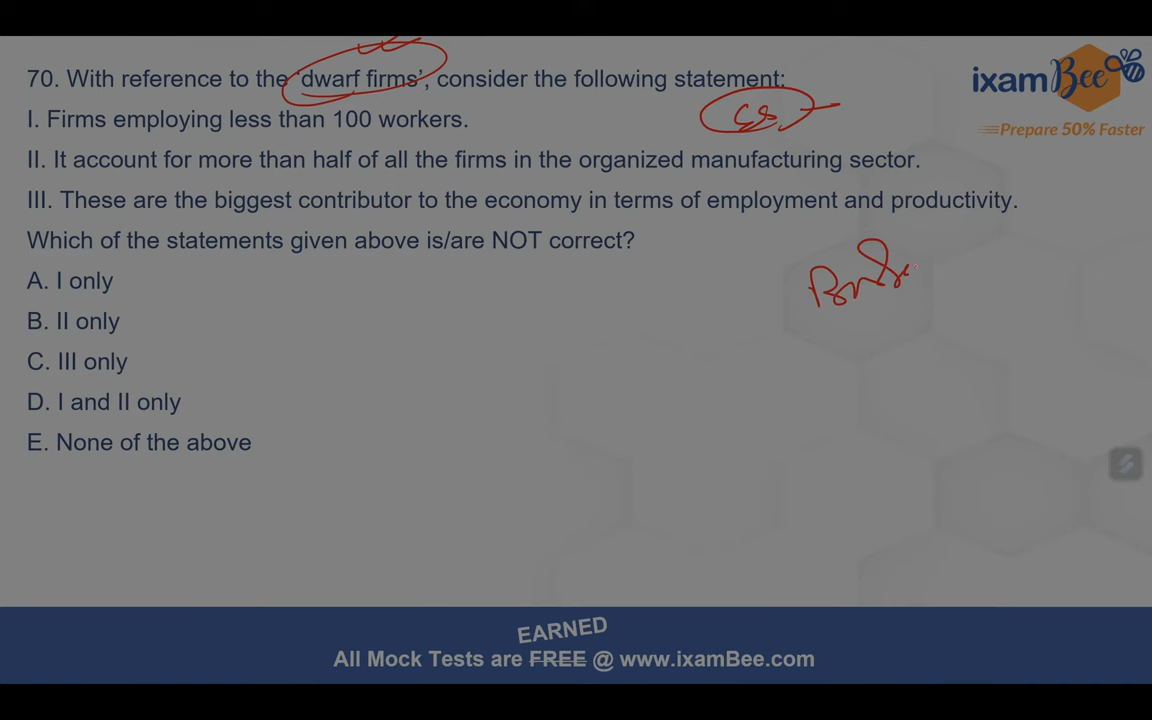 70. With reference to the ‘dwarf firms’, consider the following statement:
I. Firms employing less than 100 workers.
II. It account for more than half of all the firms in the organized manufacturing sector.
III. These are the biggest contributor to the economy in terms of employment and productivity.
Which of the statements given above is/are NOT correct?
A. I only
B. II only
C. III only
D. I and II only
E. None of the above
ixamBee
Prepare 50% Faster
EARNED
All Mock Tests are FREE @ www.ixamBee.com